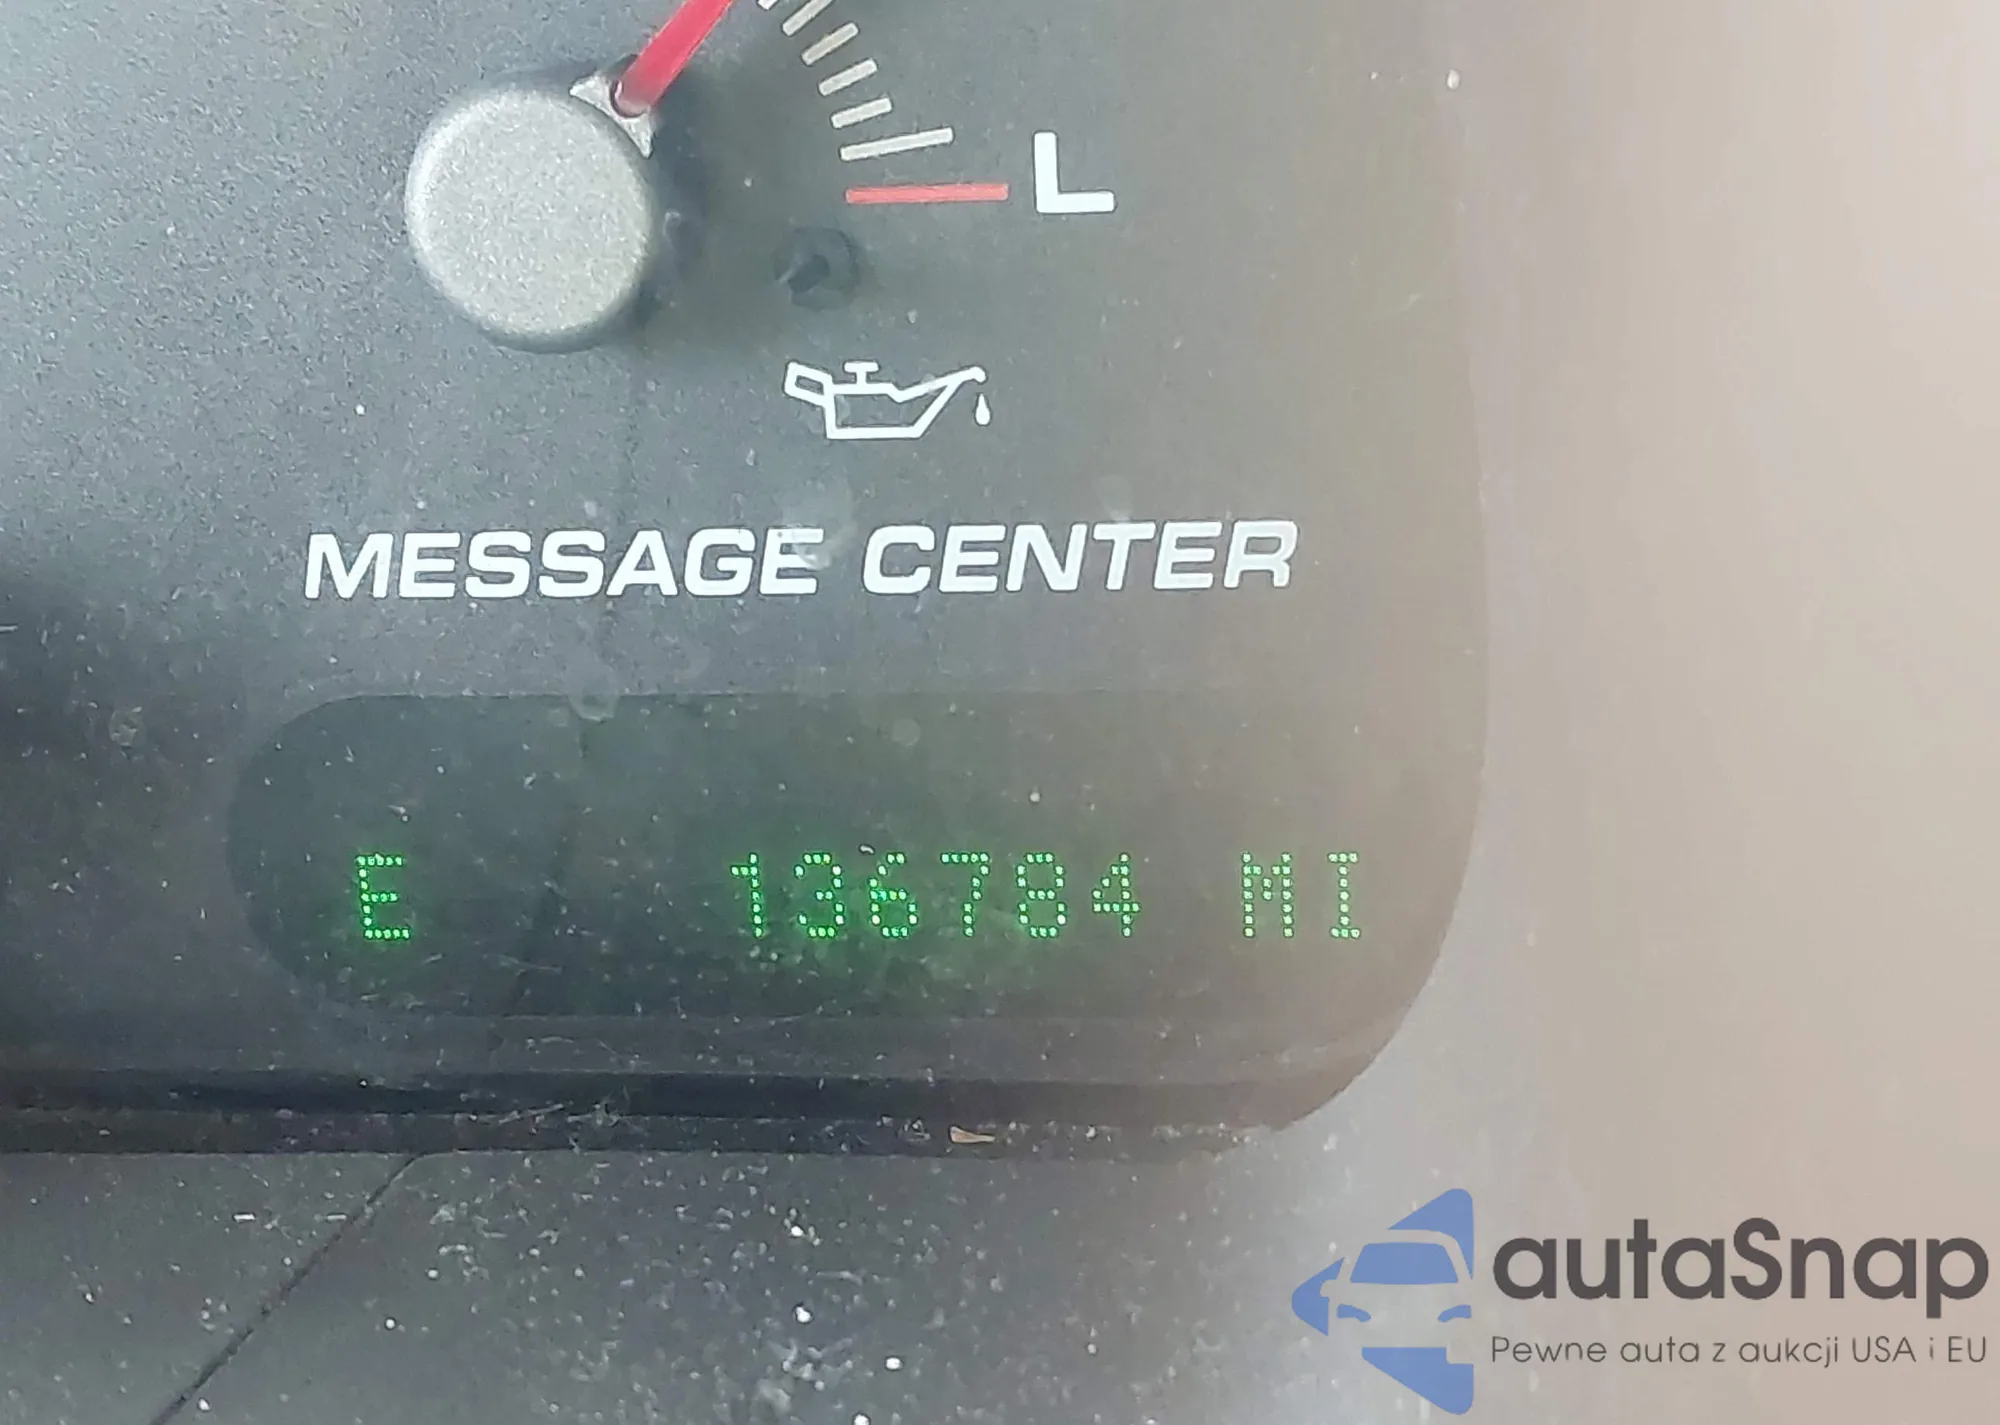 L
MESSAGE CENTER
E 136784 MI
autaSnap
Pewne auta z aukcji USA i EU